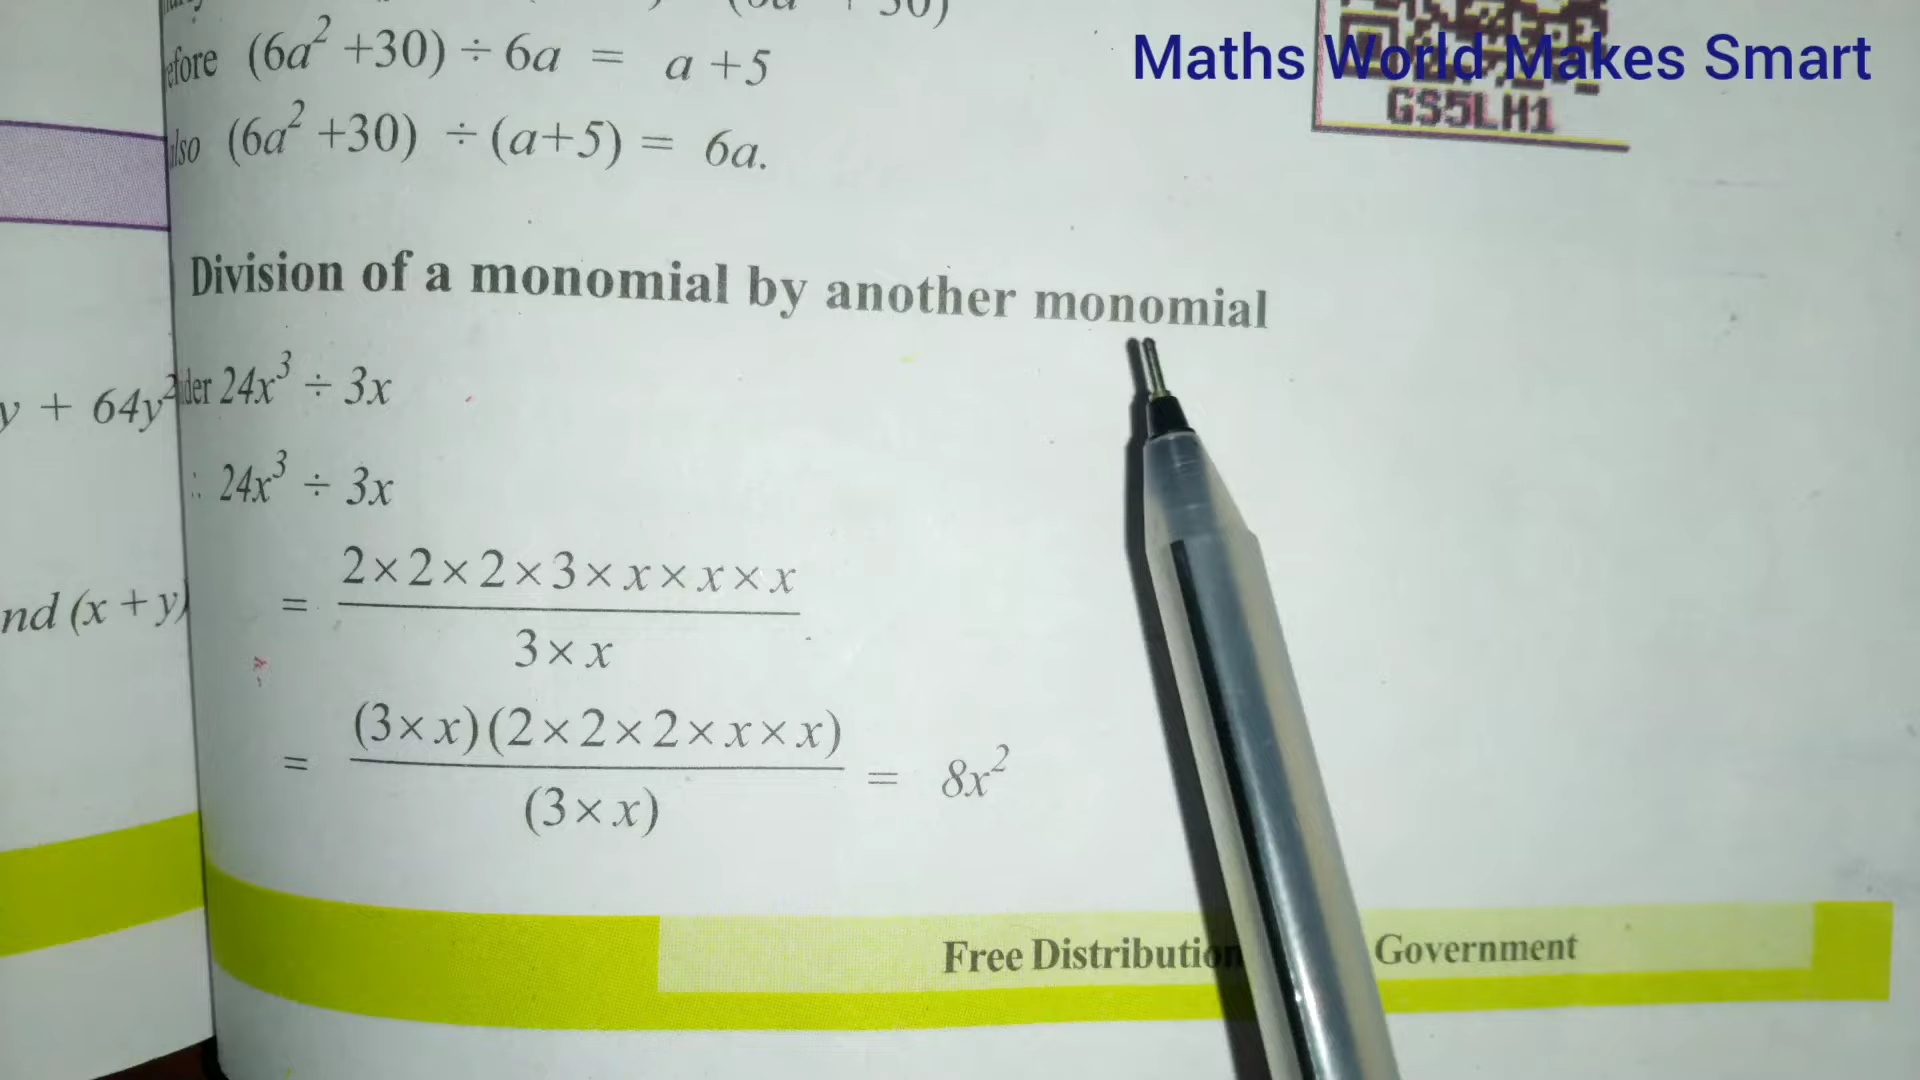 Maths World Makes Smart
GS5LH1
(6a² +30) ÷ 6a = a +5
(6a² +30) ÷ (a+5) = 6a.
Division of a monomial by another monomial
24x³ ÷ 3x
∴ 24x³ ÷ 3x
= 2×2×2×3×x×x×x
3×x
= (3×x)(2×2×2×x×x)
(3×x)
= 8x²
Free Distribution Government
y + 64y²
nd (x + y)